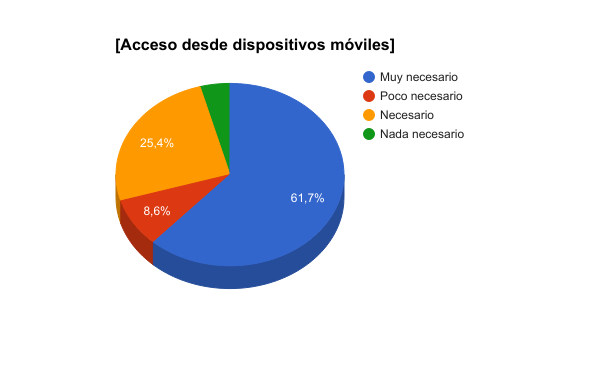 [Acceso desde dispositivos móviles]
Muy necesario
Poco necesario
Necesario
Nada necesario
25,4%
61,7%
8,6%